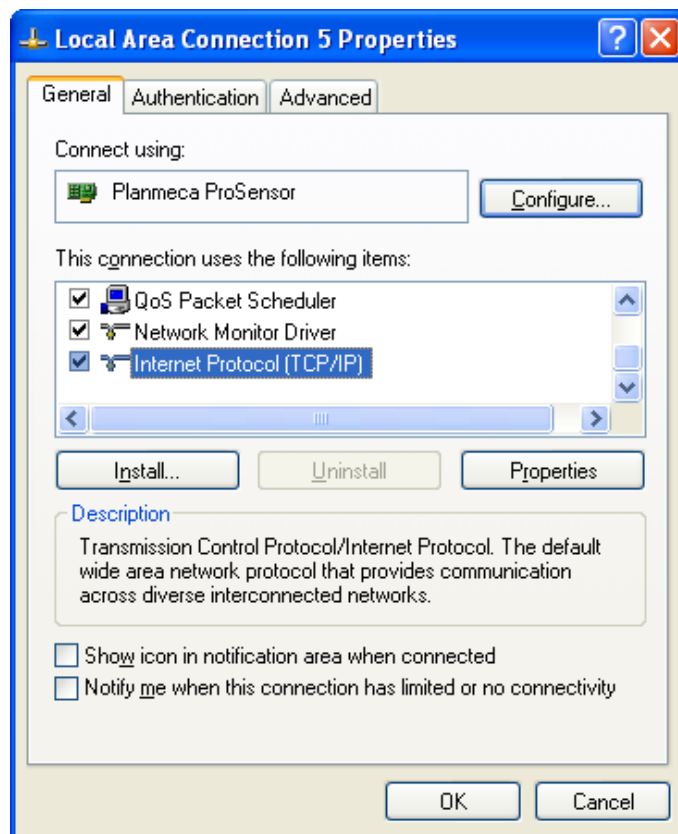 Local Area Connection 5 Properties
General Authentication Advanced
Connect using:
Planmeca ProSensor
Configure...
This connection uses the following items:
QoS Packet Scheduler
Network Monitor Driver
Internet Protocol (TCP/IP)
Install... Uninstall Properties
Description
Transmission Control Protocol/Internet Protocol. The default
wide area network protocol that provides communication
across diverse interconnected networks.
Show icon in notification area when connected
Notify me when this connection has limited or no connectivity
OK Cancel